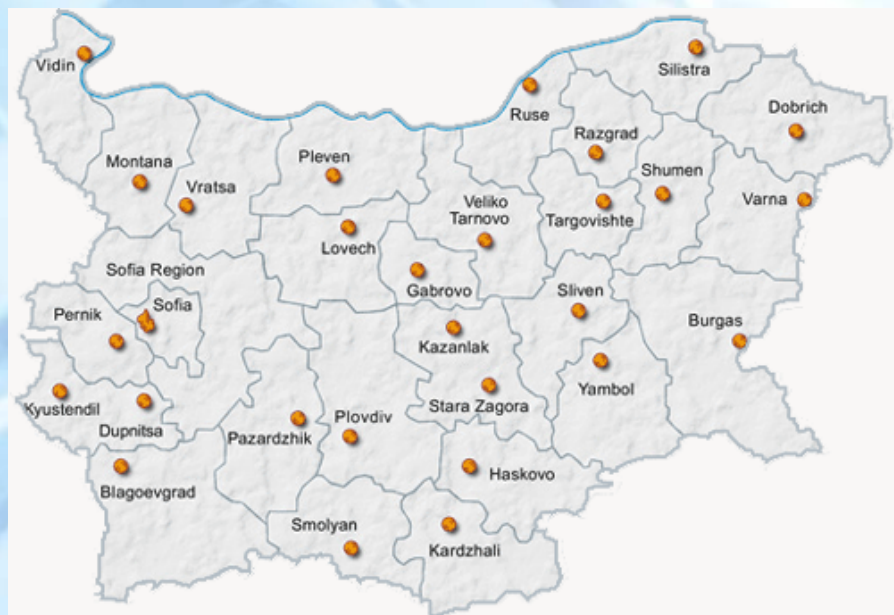 Vidin
Silistra
Ruse
Dobrich
Razgrad
Montana
Pleven
Shumen
Vratsa
Veliko
Tarnovo
Varna
Targovishte
Lovech
Sofia Region
Gabrovo
Sliven
Sofia
Pernik
Burgas
Kazanlak
Yambol
Kyustendil
Stara Zagora
Plovdiv
Dupnitsa
Pazardzhik
Haskovo
Blagoevgrad
Smolyan
Kardzhali